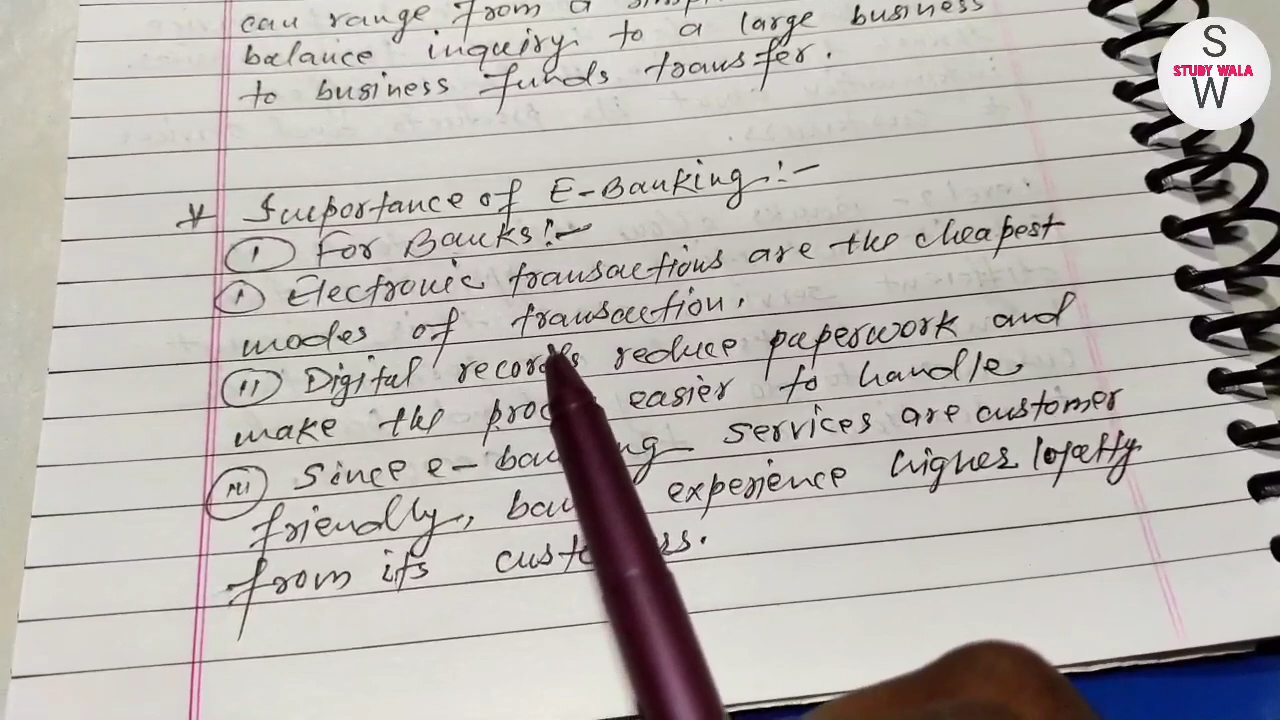 can range from a
balance inquiry to a large business
to business funds transfer.
Importance of E-Banking :-
(I) For Banks :-
(I) Electronic transactions are the cheapest
modes of transaction.
(II) Digital records reduce paperwork and
make the easier to handle
(III) Since e-banking services are customer
friendly, experience higher loyalty
from its customers.
S
STUDY WALA
W